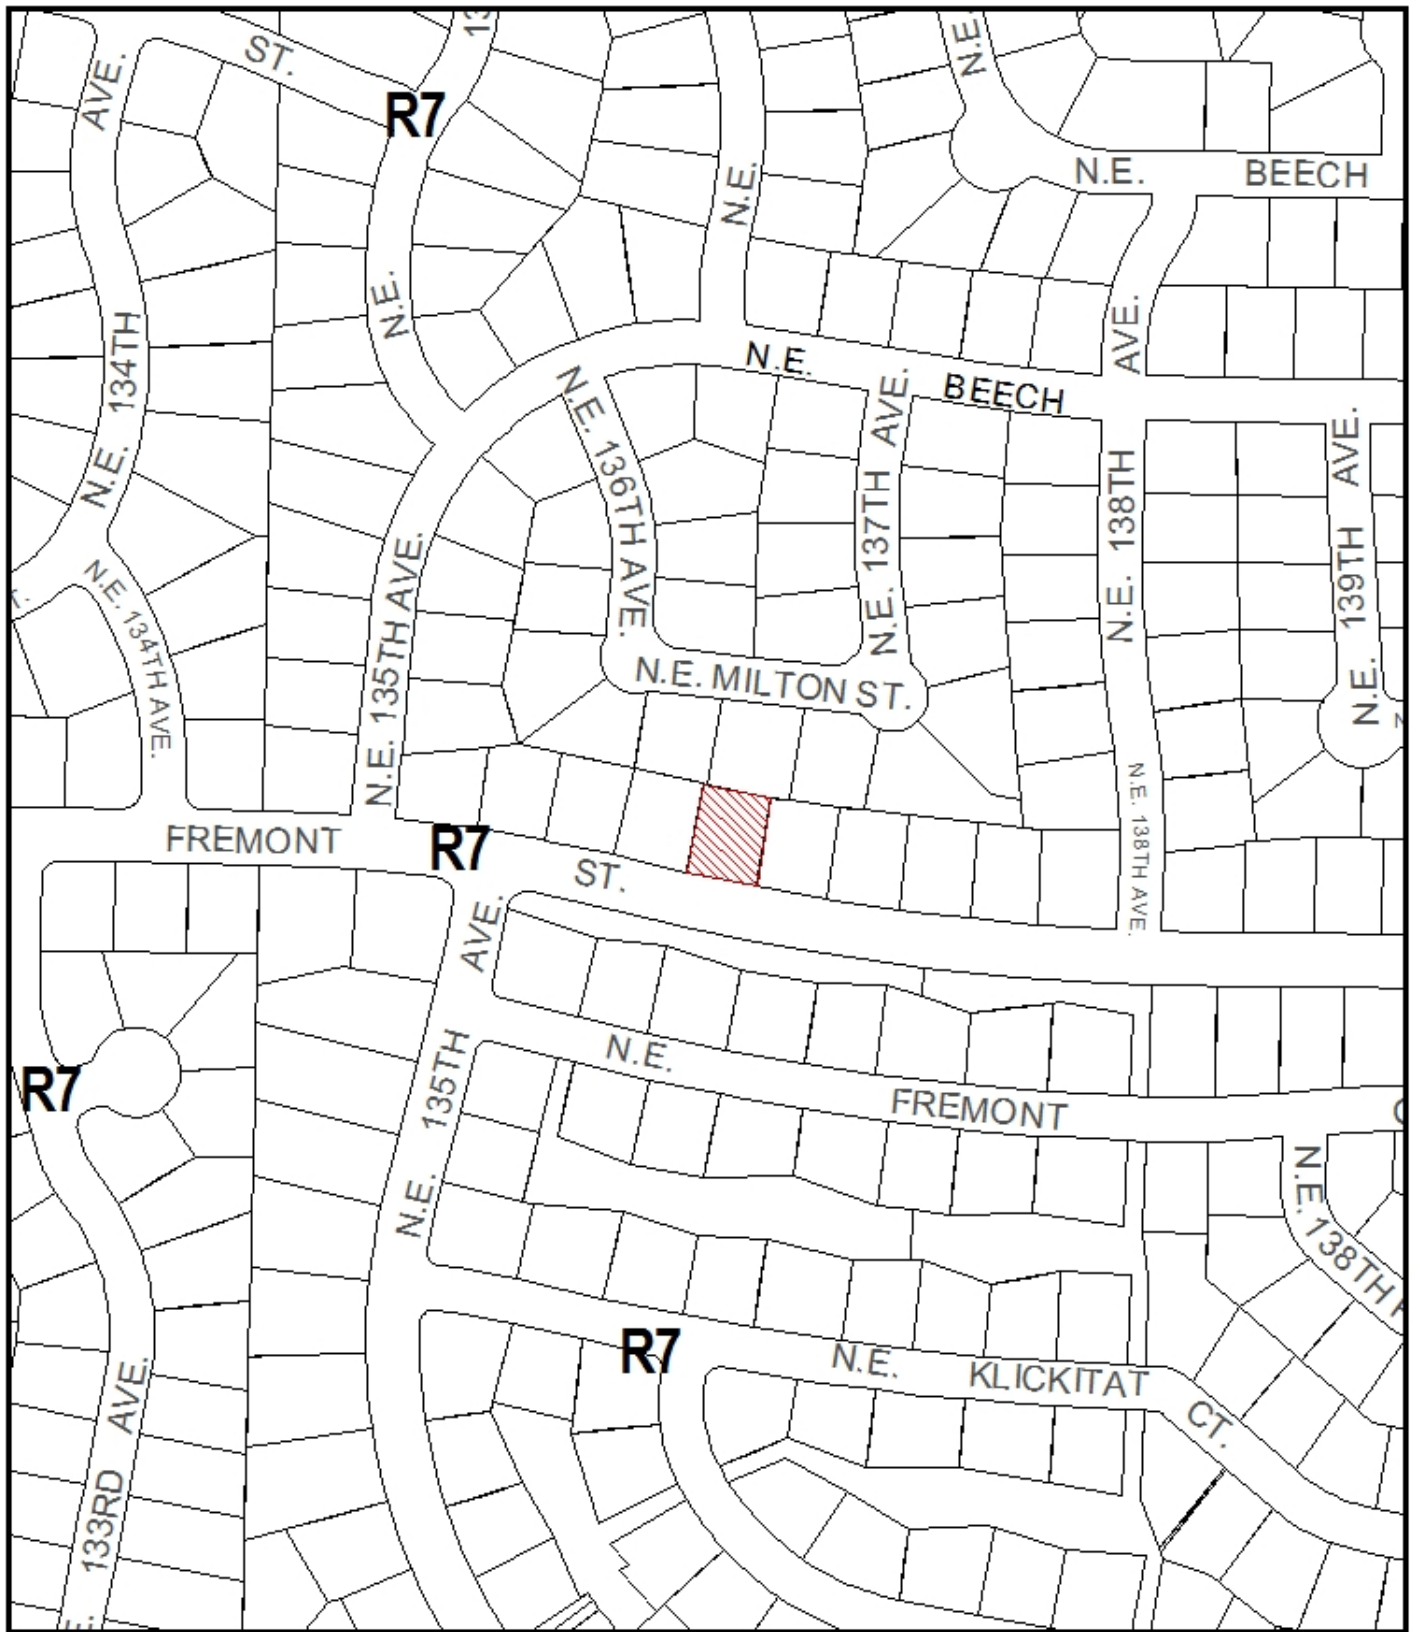 AVE.
ST.
R7
N.E.
N.E.
N.E. BEECH
N.E.
N.E. 134TH
AVE.
N.E.
BEECH
N.E. 136TH AVE.
N.E. 137TH AVE.
N.E. 138TH
N.E. 139TH AVE.
N.E. 135TH AVE.
N.E. 134TH AVE.
N.E. MILTON ST.
N.E.
N.E. 138TH AVE.
FREMONT
R7
ST.
N.E. 135TH AVE.
R7
N.E.
FREMONT
N.E. 138TH
R7
N.E. KLICKITAT
CT.
133RD AVE.